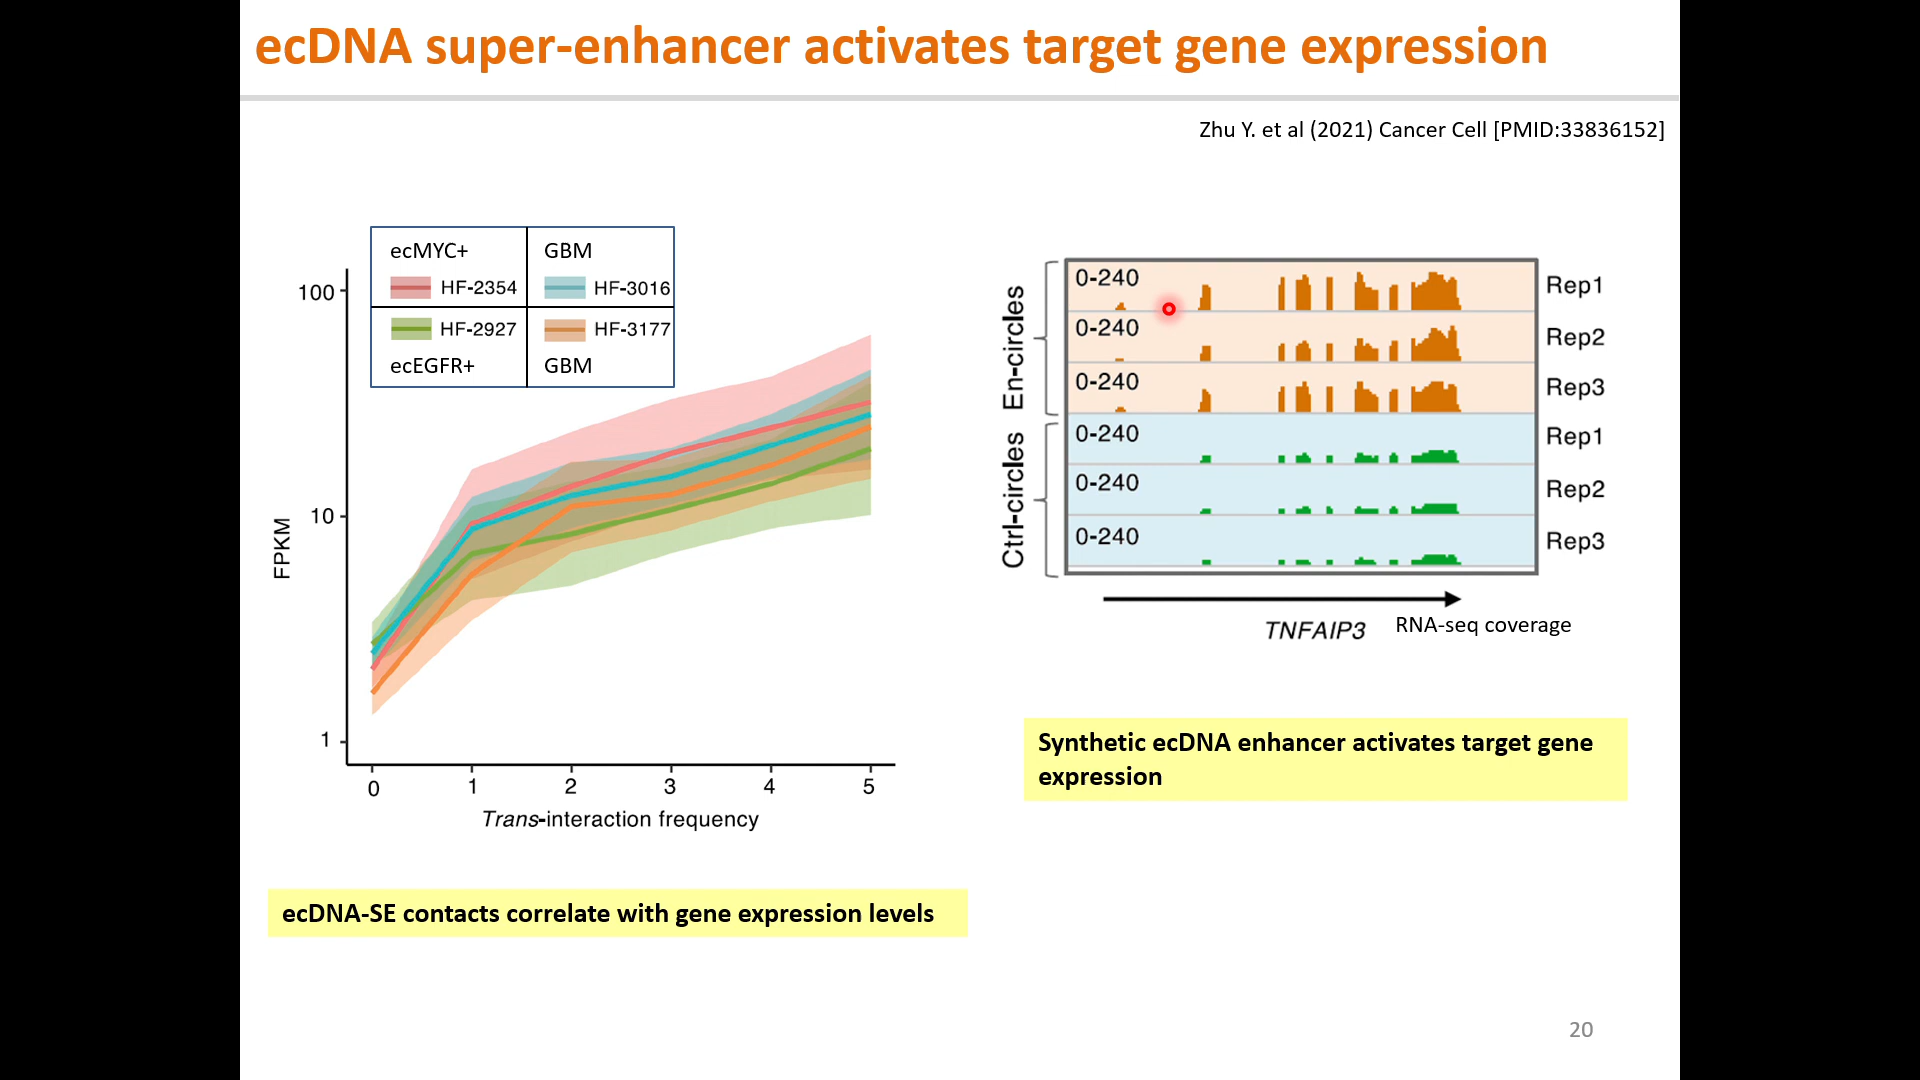 ecDNA super-enhancer activates target gene expression
Zhu Y. et al (2021) Cancer Cell [PMID:33836152]
ecMYC+
GBM
HF-2354
HF-3016
HF-2927
HF-3177
ecEGFR+
GBM
100
10
1
FPKM
0
1
2
3
4
5
Trans-interaction frequency
ecDNA-SE contacts correlate with gene expression levels
En-circles
0-240
Rep1
0-240
Rep2
0-240
Rep3
Ctrl-circles
0-240
Rep1
0-240
Rep2
0-240
Rep3
TNFAIP3
RNA-seq coverage
Synthetic ecDNA enhancer activates target gene
expression
20